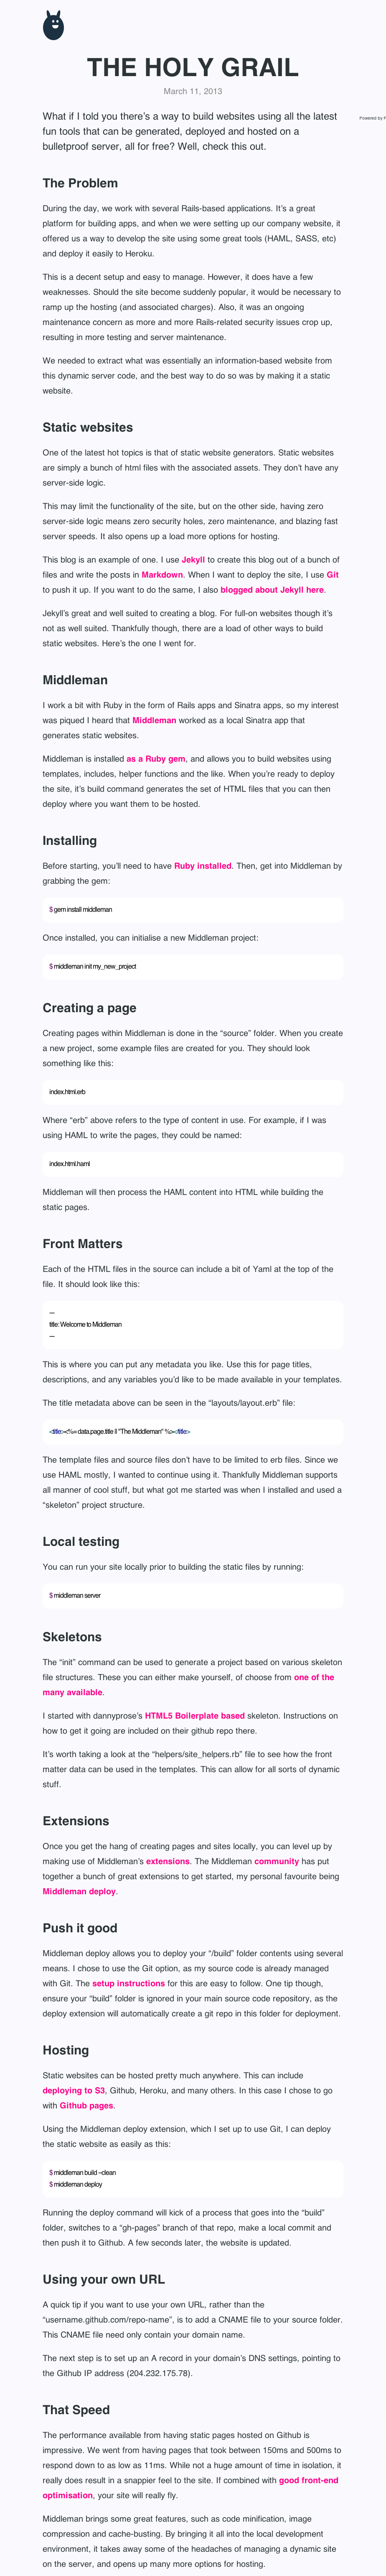 THE HOLY GRAIL
March 11, 2013
What if I told you there's a way to build websites using all the latest
fun tools that can be generated, deployed and hosted on a
bulletproof server, all for free? Well, check this out.
Powered by F
The Problem
During the day, we work with several Rails-based applications. It's a great
platform for building apps, and when we were setting up our company website, it
offered us a way to develop the site using some great tools (HAML, SASS, etc)
and deploy it easily to Heroku.
This is a decent setup and easy to manage. However, it does have a few
weaknesses. Should the site become suddenly popular, it would be necessary to
ramp up the hosting (and associated charges). Also, it was an ongoing
maintenance concern as more and more Rails-related security issues crop up,
resulting in more testing and server maintenance.
We needed to extract what was essentially an information-based website from
this dynamic server code, and the best way to do so was by making it a static
website.
Static websites
One of the latest hot topics is that of static website generators. Static websites
are simply a bunch of html files with the associated assets. They don't have any
server-side logic.
This may limit the functionality of the site, but on the other side, having zero
server-side logic means zero security holes, zero maintenance, and blazing fast
server speeds. It also opens up a load more options for hosting.
This blog is an example of one. I use Jekyll to create this blog out of a bunch of
files and write the posts in Markdown. When I want to deploy the site, I use Git
to push it up. If you want to do the same, I also blogged about Jekyll here.
Jekyll's great and well suited to creating a blog. For full-on websites though it's
not as well suited. Thankfully though, there are a load of other ways to build
static websites. Here's the one I went for.
Middleman
I work a bit with Ruby in the form of Rails apps and Sinatra apps, so my interest
was piqued I heard that Middleman worked as a local Sinatra app that
generates static websites.
Middleman is installed as a Ruby gem, and allows you to build websites using
templates, includes, helper functions and the like. When you're ready to deploy
the site, it's build command generates the set of HTML files that you can then
deploy where you want them to be hosted.
Installing
Before starting, you'll need to have Ruby installed. Then, get into Middleman by
grabbing the gem:
$ gem install middleman
Once installed, you can initialise a new Middleman project:
$ middleman init my_new_project
Creating a page
Creating pages within Middleman is done in the “source” folder. When you create
a new project, some example files are created for you. They should look
something like this:
index.html.erb
Where “erb” above refers to the type of content in use. For example, if I was
using HAML to write the pages, they could be named:
index.html.haml
Middleman will then process the HAML content into HTML while building the
static pages.
Front Matters
Each of the HTML files in the source can include a bit of Yaml at the top of the
file. It should look like this:
---
title: Welcome to Middleman
---
This is where you can put any metadata you like. Use this for page titles,
descriptions, and any variables you'd like to be made available in your templates.
The title metadata above can be seen in the “layouts/layout.erb” file:
<title><%= data.page.title || "The Middleman" %></title>
The template files and source files don't have to be limited to erb files. Since we
use HAML mostly, I wanted to continue using it. Thankfully Middleman supports
all manner of cool stuff, but what got me started was when I installed and used a
“skeleton” project structure.
Local testing
You can run your site locally prior to building the static files by running:
$ middleman server
Skeletons
The “init” command can be used to generate a project based on various skeleton
file structures. These you can either make yourself, of choose from one of the
many available.
I started with dannyprose's HTML5 Boilerplate based skeleton. Instructions on
how to get it going are included on their github repo there.
It's worth taking a look at the “helpers/site_helpers.rb” file to see how the front
matter data can be used in the templates. This can allow for all sorts of dynamic
stuff.
Extensions
Once you get the hang of creating pages and sites locally, you can level up by
making use of Middleman's extensions. The Middleman community has put
together a bunch of great extensions to get started, my personal favourite being
Middleman deploy.
Push it good
Middleman deploy allows you to deploy your “/build” folder contents using several
means. I chose to use the Git option, as my source code is already managed
with Git. The setup instructions for this are easy to follow. One tip though,
ensure your “build” folder is ignored in your main source code repository, as the
deploy extension will automatically create a git repo in this folder for deployment.
Hosting
Static websites can be hosted pretty much anywhere. This can include
deploying to S3, Github, Heroku, and many others. In this case I chose to go
with Github pages.
Using the Middleman deploy extension, which I set up to use Git, I can deploy
the static website as easily as this:
$ middleman build --clean
$ middleman deploy
Running the deploy command will kick of a process that goes into the “build”
folder, switches to a “gh-pages” branch of that repo, make a local commit and
then push it to Github. A few seconds later, the website is updated.
Using your own URL
A quick tip if you want to use your own URL, rather than the
“username.github.com/repo-name”, is to add a CNAME file to your source folder.
This CNAME file need only contain your domain name.
The next step is to set up an A record in your domain's DNS settings, pointing to
the Github IP address (204.232.175.78).
That Speed
The performance available from having static pages hosted on Github is
impressive. We went from having pages that took between 150ms and 500ms to
respond down to as low as 11ms. While not a huge amount of time in isolation, it
really does result in a snappier feel to the site. If combined with good front-end
optimisation, your site will really fly.
Middleman brings some great features, such as code minification, image
compression and cache-busting. By bringing it all into the local development
environment, it takes away some of the headaches of managing a dynamic site
on the server, and opens up many more options for hosting.